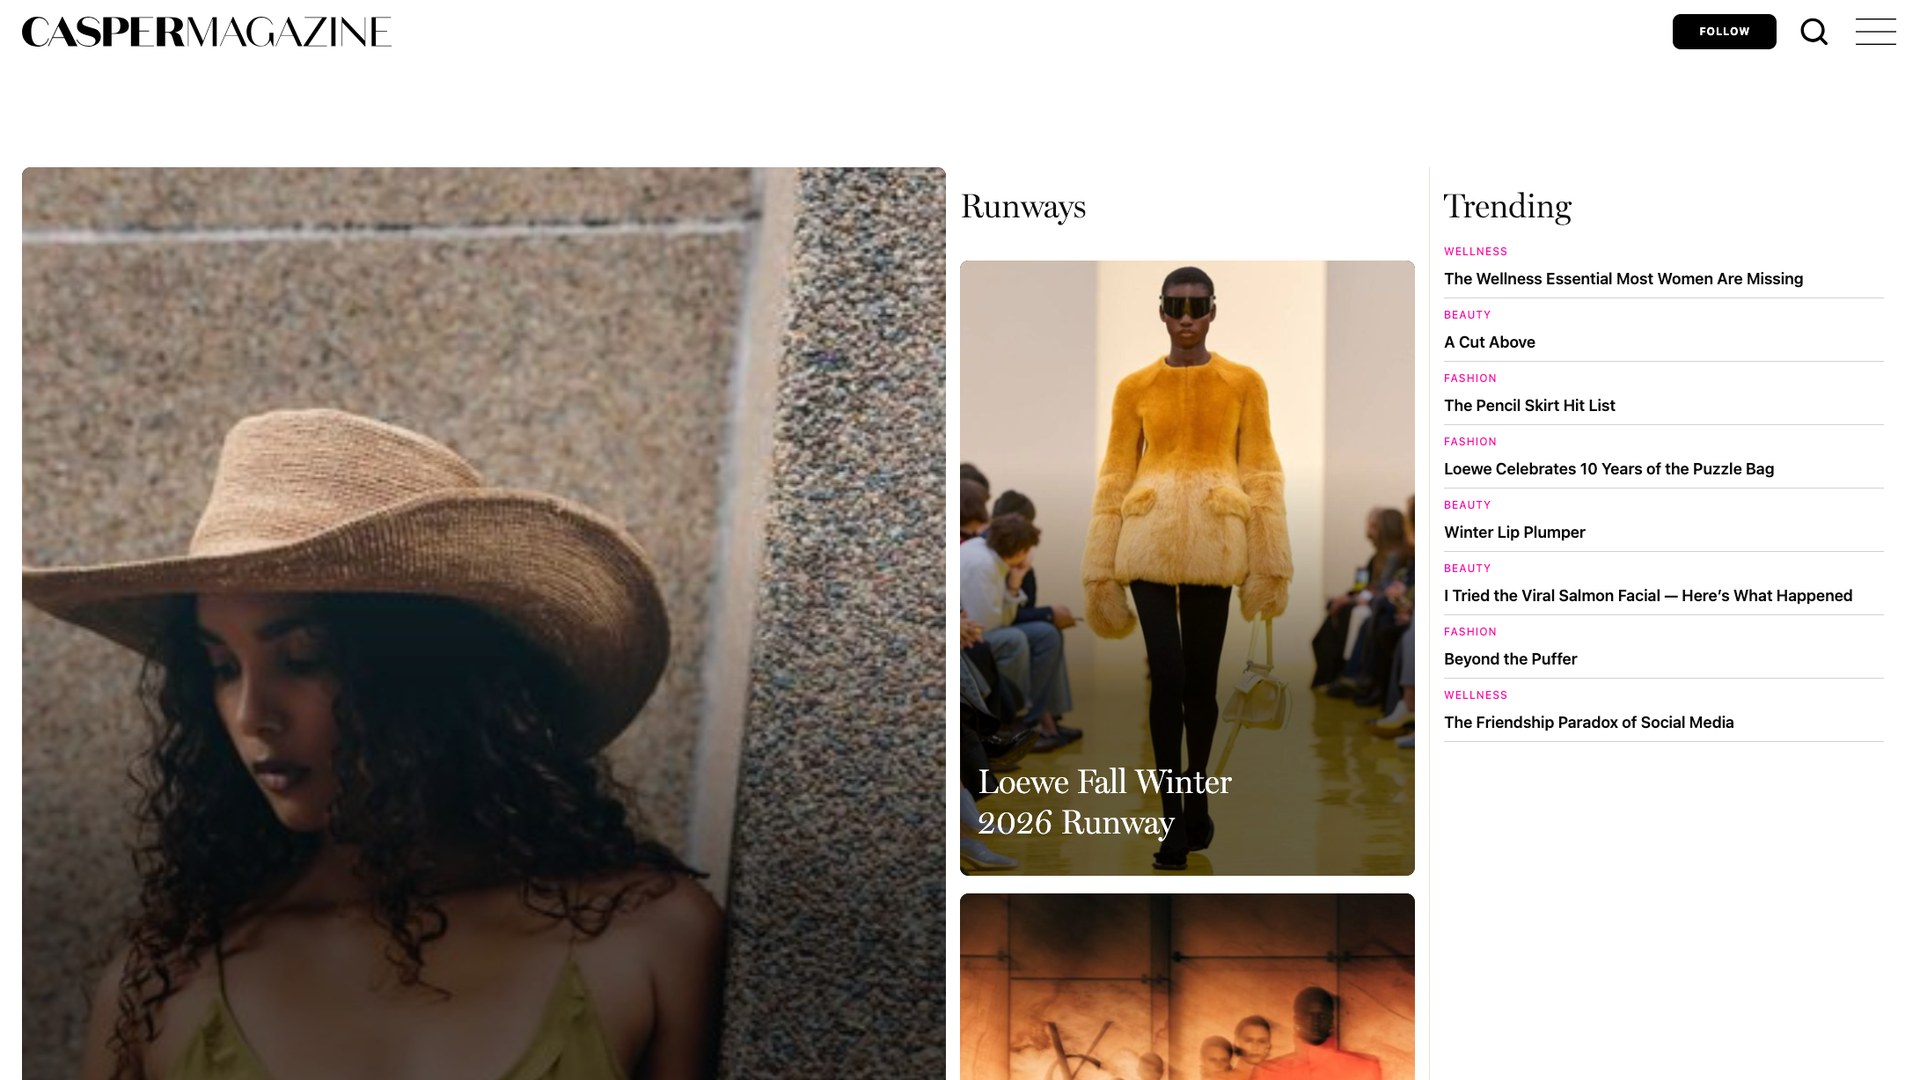 CASPERMAGAZINE
FOLLOW
Runways
Loewe Fall Winter
2026 Runway
Trending
WELLNESS
The Wellness Essential Most Women Are Missing
BEAUTY
A Cut Above
FASHION
The Pencil Skirt Hit List
FASHION
Loewe Celebrates 10 Years of the Puzzle Bag
BEAUTY
Winter Lip Plumper
BEAUTY
I Tried the Viral Salmon Facial — Here’s What Happened
FASHION
Beyond the Puffer
WELLNESS
The Friendship Paradox of Social Media